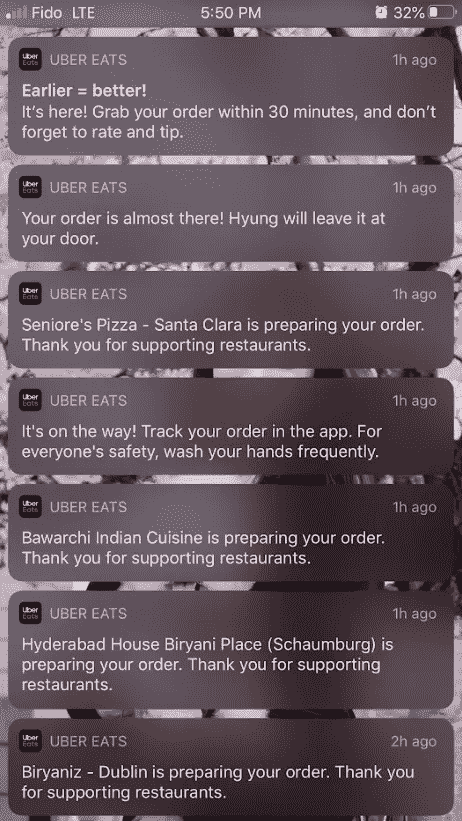 Fido LTE 5:50 PM 32%
Uber Eats UBER EATS 1h ago
Earlier = better!
It's here! Grab your order within 30 minutes, and don't
forget to rate and tip.
Uber Eats UBER EATS 1h ago
Your order is almost there! Hyung will leave it at
your door.
Uber Eats UBER EATS 1h ago
Seniore's Pizza - Santa Clara is preparing your order.
Thank you for supporting restaurants.
Uber Eats UBER EATS 1h ago
It's on the way! Track your order in the app. For
everyone's safety, wash your hands frequently.
Uber Eats UBER EATS 1h ago
Bawarchi Indian Cuisine is preparing your order.
Thank you for supporting restaurants.
Uber Eats UBER EATS 1h ago
Hyderabad House Biryani Place (Schaumburg) is
preparing your order. Thank you for supporting
restaurants.
Uber Eats UBER EATS 2h ago
Biryaniz - Dublin is preparing your order. Thank you
for supporting restaurants.